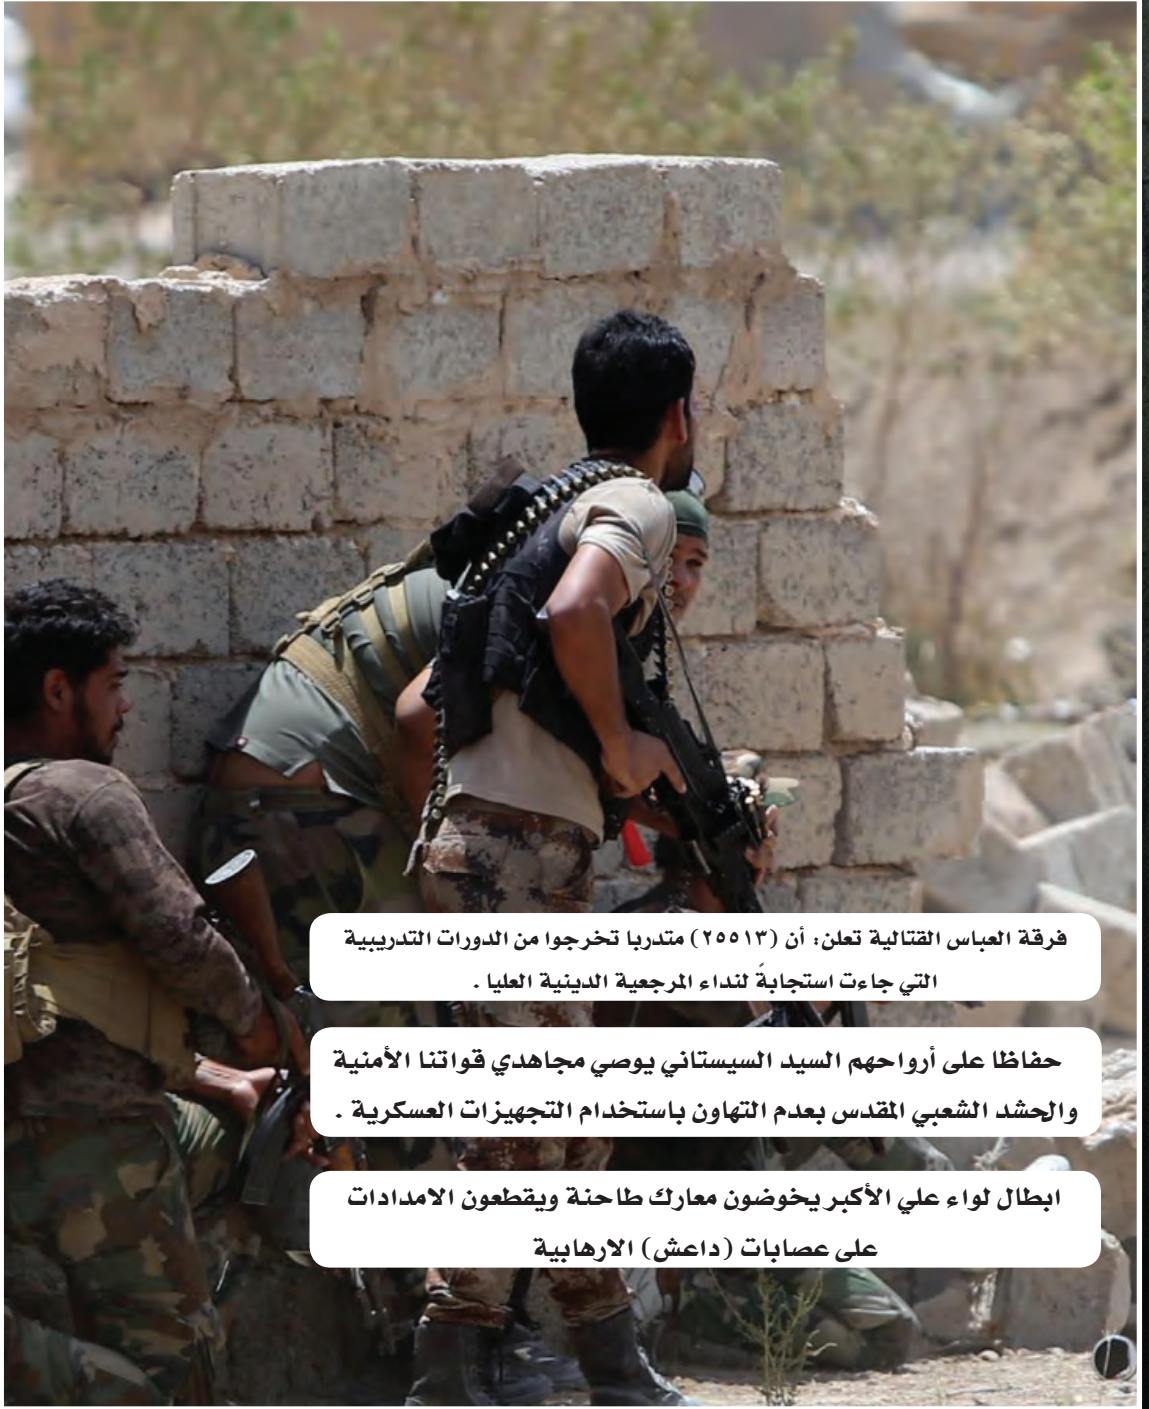 فرقة العباس القتالية تعلن: أن (٢٥٥١٣) متدربا تخرجوا من الدورات التدريبية
التي جاءت استجابةً لنداء المرجعية الدينية العليا .
حفاظا على أرواحهم السيد السيستاني يوصي مجاهدي قواتنا الأمنية
والحشد الشعبي المقدس بعدم التهاون باستخدام التجهيزات العسكرية .
ابطال لواء علي الأكبر يخوضون معارك طاحنة ويقطعون الامدادات
على عصابات (داعش) الارهابية